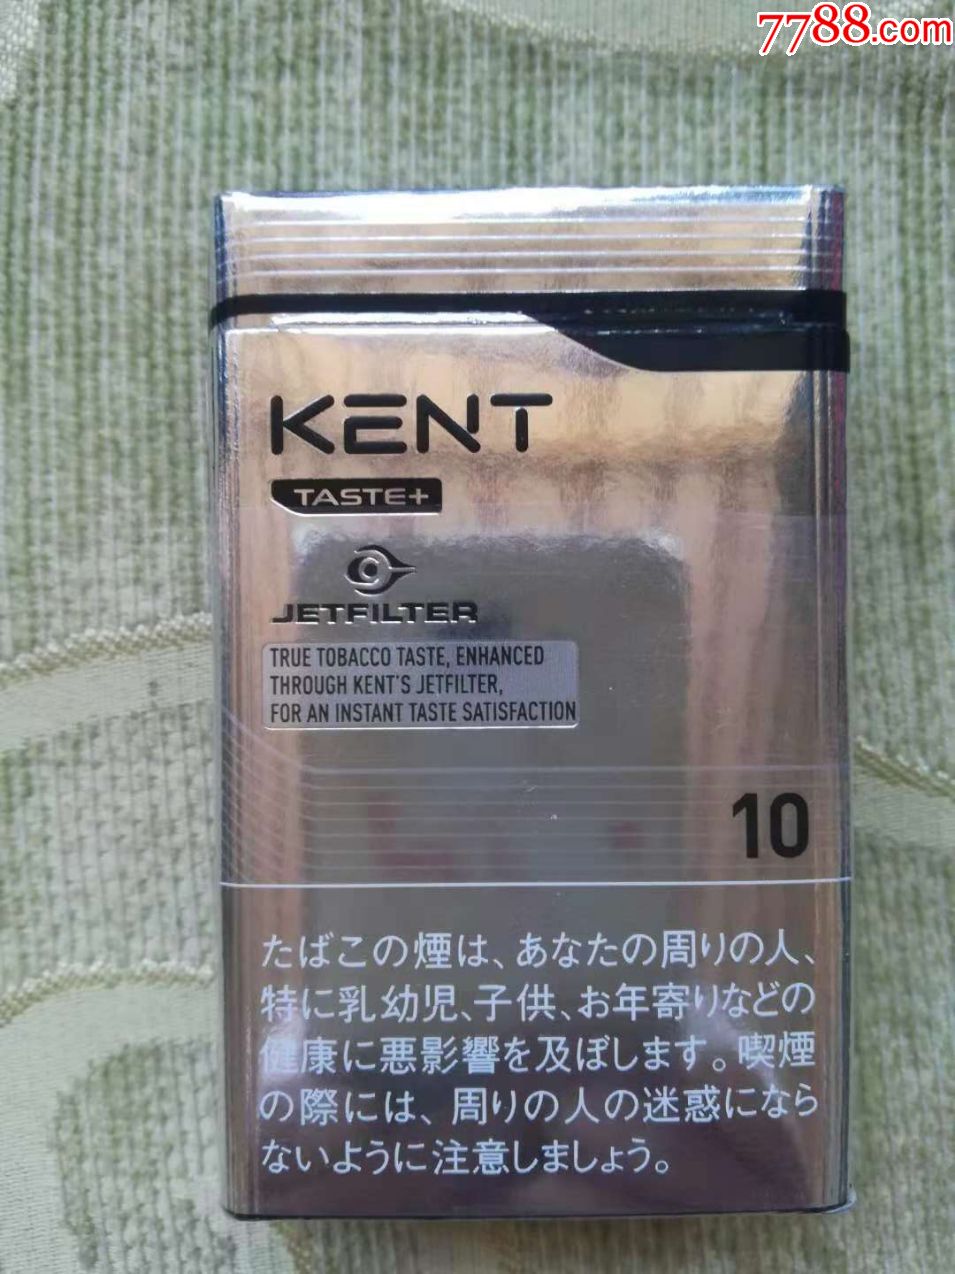 7788.com
KENT
TASTE+
JETFILTER
TRUE TOBACCO TASTE, ENHANCED
THROUGH KENT'S JETFILTER,
FOR AN INSTANT TASTE SATISFACTION
10
たばこの煙は、あなたの周りの人、
特に乳幼児、子供、お年寄りなどの
健康に悪影響を及ぼします。喫煙
の際には、周りの人の迷惑になら
ないように注意しましょう。